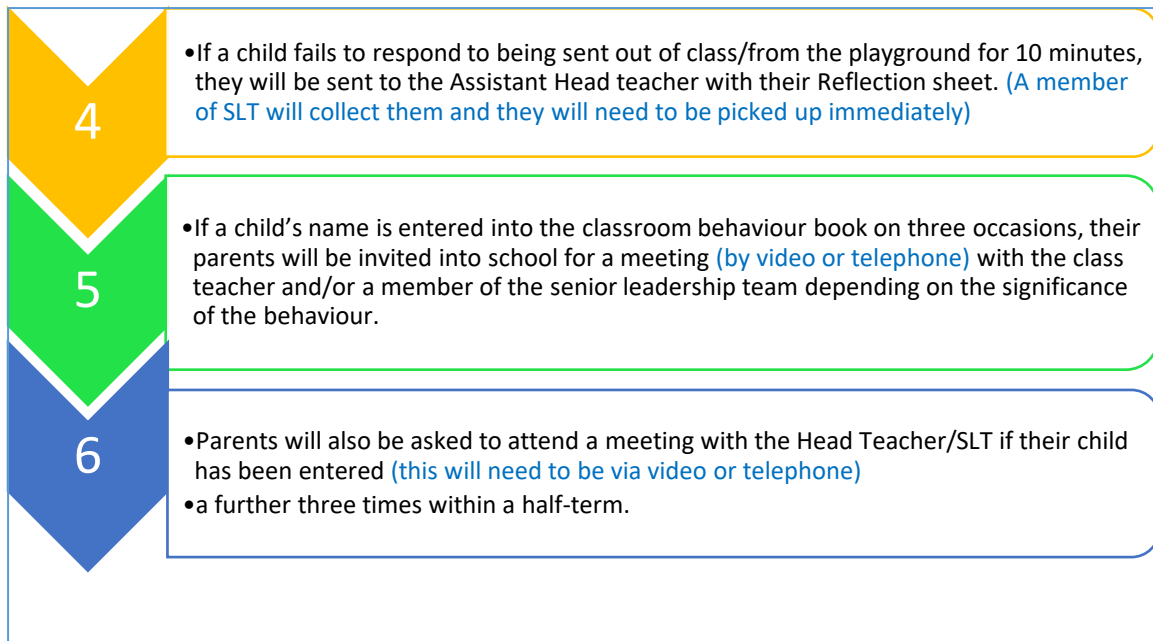 4
•If a child fails to respond to being sent out of class/from the playground for 10 minutes,
they will be sent to the Assistant Head teacher with their Reflection sheet. (A member
of SLT will collect them and they will need to be picked up immediately)
5
•If a child’s name is entered into the classroom behaviour book on three occasions, their
parents will be invited into school for a meeting (by video or telephone) with the class
teacher and/or a member of the senior leadership team depending on the significance
of the behaviour.
6
•Parents will also be asked to attend a meeting with the Head Teacher/SLT if their child
has been entered (this will need to be via video or telephone)
•a further three times within a half-term.